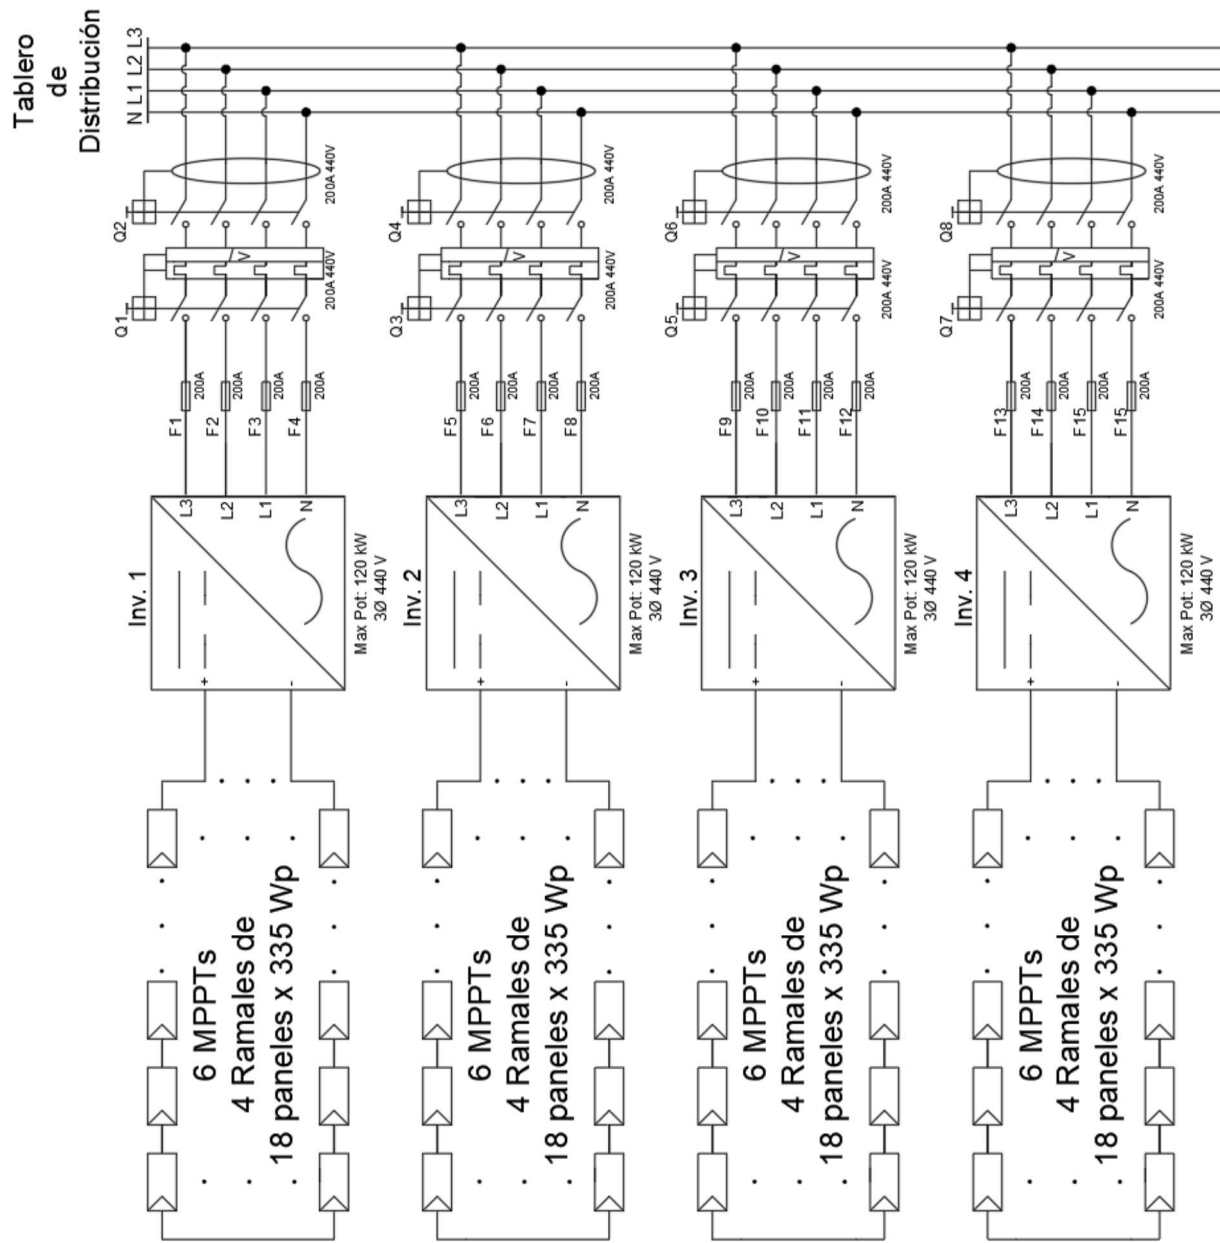 Tablero
de
Distribución
N L1 L2 L3
Q2
200A 440V
Q1
200A 440V
F1 200A
F2 200A
F3 200A
F4 200A
V
Inv. 1
L3
L2
L1
N
+
-
Max Pot: 120 kW
3Ø 440 V
6 MPPTs
4 Ramales de
18 paneles x 335 Wp
Q4
200A 440V
Q3
200A 440V
F5 200A
F6 200A
F7 200A
F8 200A
V
Inv. 2
L3
L2
L1
N
+
-
Max Pot: 120 kW
3Ø 440 V
6 MPPTs
4 Ramales de
18 paneles x 335 Wp
Q6
200A 440V
Q5
200A 440V
F9 200A
F10 200A
F11 200A
F12 200A
V
Inv. 3
L3
L2
L1
N
+
-
Max Pot: 120 kW
3Ø 440 V
6 MPPTs
4 Ramales de
18 paneles x 335 Wp
Q8
200A 440V
Q7
200A 440V
F13 200A
F14 200A
F15 200A
F15 200A
V
Inv. 4
L3
L2
L1
N
+
-
Max Pot: 120 kW
3Ø 440 V
6 MPPTs
4 Ramales de
18 paneles x 335 Wp